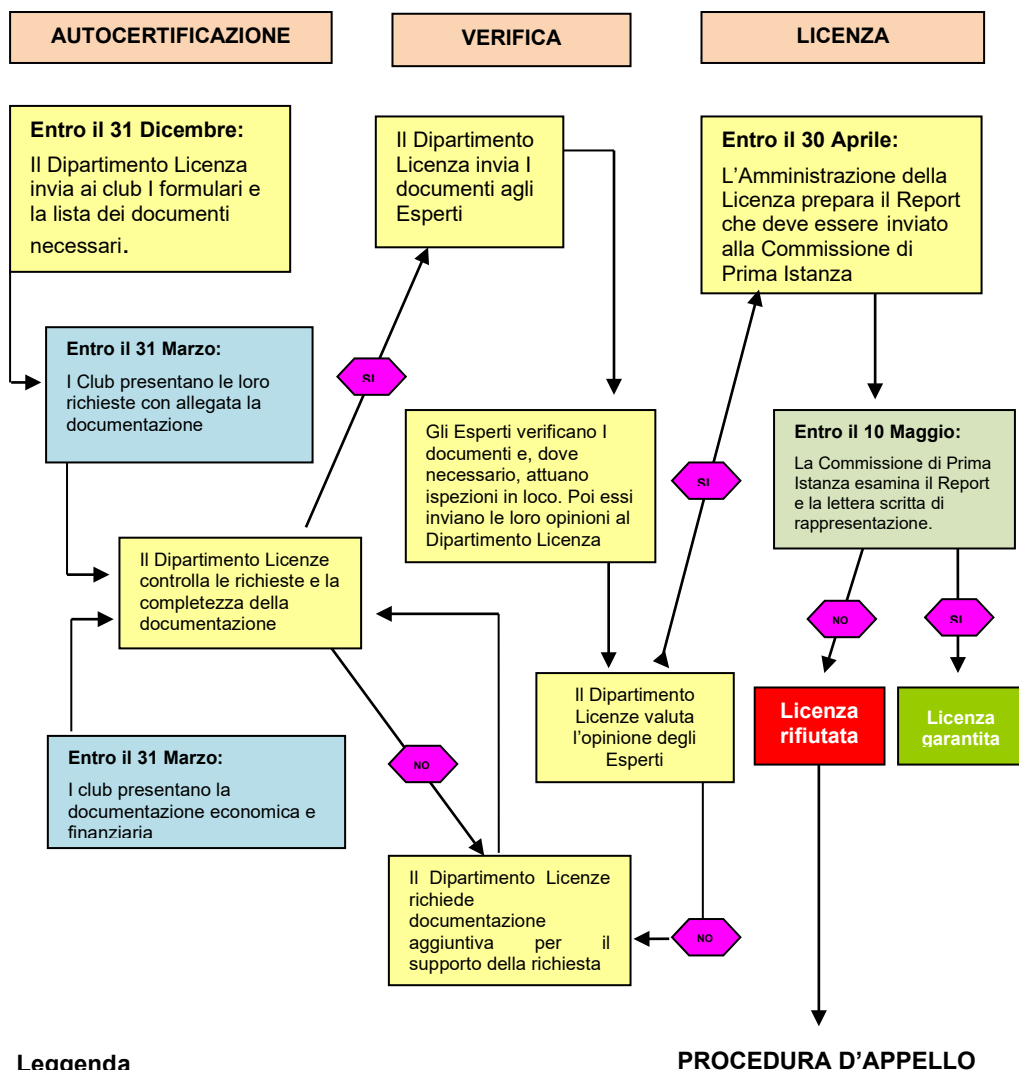 AUTOCERTIFICAZIONE
VERIFICA
LICENZA
Entro il 31 Dicembre:
Il Dipartimento Licenza
invia ai club I formulari e
la lista dei documenti
necessari.
Il Dipartimento
Licenza invia I
documenti agli
Esperti
Entro il 30 Aprile:
L'Amministrazione della
Licenza prepara il Report
che deve essere inviato
alla Commissione di
Prima Istanza
Entro il 31 Marzo:
I Club presentano le loro
richieste con allegata la
documentazione
SI
Gli Esperti verificano I
documenti e, dove
necessario, attuano
ispezioni in loco. Poi essi
inviano le loro opinioni al
Dipartimento Licenza
SI
Entro il 10 Maggio:
La Commissione di Prima
Istanza esamina il Report
e la lettera scritta di
rappresentazione.
Il Dipartimento Licenze
controlla le richieste e la
completezza della
documentazione
NO
SI
Il Dipartimento
Licenze valuta
l'opinione degli
Esperti
Licenza
rifiutata
Licenza
garantita
Entro il 31 Marzo:
I club presentano la
documentazione economica e
finanziaria
NO
Il Dipartimento Licenze
richiede
documentazione
aggiuntiva per il
supporto della richiesta
NO
Leggenda
PROCEDURA D'APPELLO